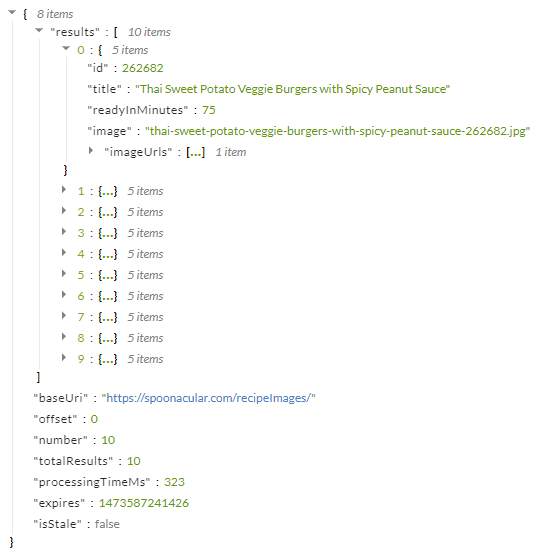 { 8 items
"results" : [ 10 items
0 : { 5 items
"id" : 262682
"title" : "Thai Sweet Potato Veggie Burgers with Spicy Peanut Sauce"
"readyInMinutes" : 75
"image" : "thai-sweet-potato-veggie-burgers-with-spicy-peanut-sauce-262682.jpg"
"imageUrls" : [...] 1 item
}
1 : {...} 5 items
2 : {...} 5 items
3 : {...} 5 items
4 : {...} 5 items
5 : {...} 5 items
6 : {...} 5 items
7 : {...} 5 items
8 : {...} 5 items
9 : {...} 5 items
]
"baseUri" : "https://spoonacular.com/recipeImages/"
"offset" : 0
"number" : 10
"totalResults" : 10
"processingTimeMs" : 323
"expires" : 1473587241426
"isStale" : false
}